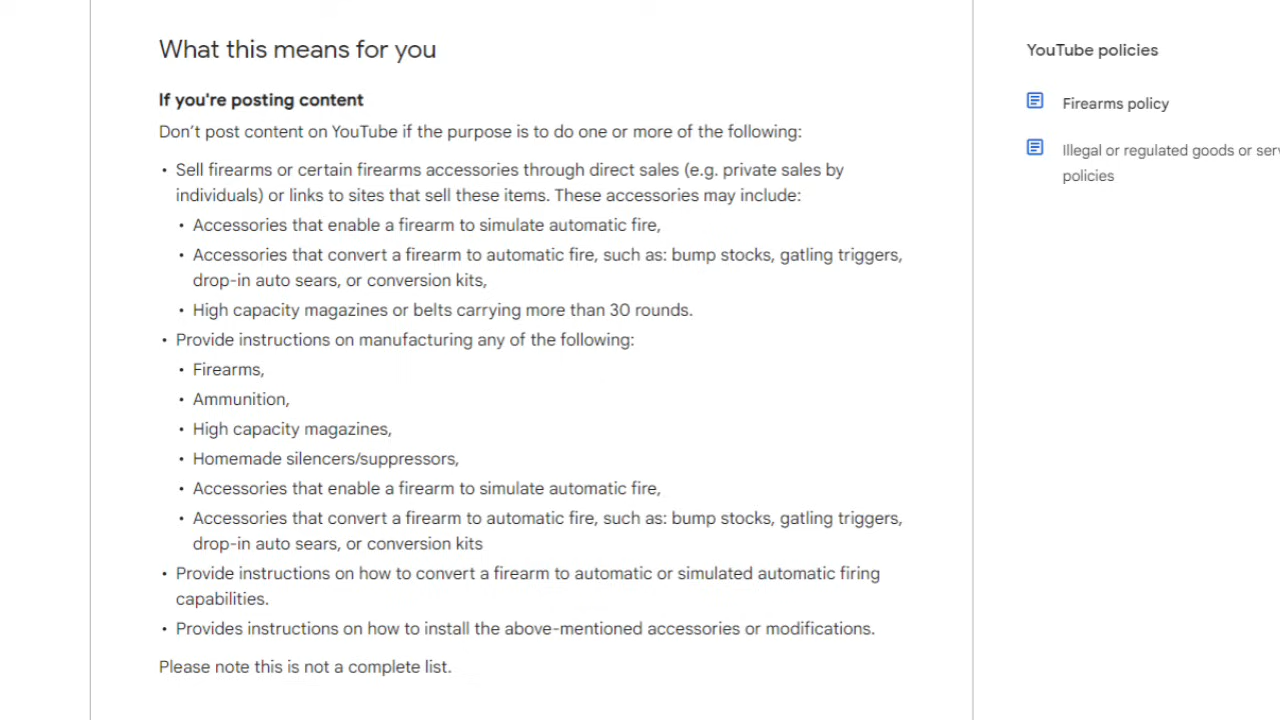 What this means for you
If you're posting content
Don’t post content on YouTube if the purpose is to do one or more of the following:
• Sell firearms or certain firearms accessories through direct sales (e.g. private sales by
individuals) or links to sites that sell these items. These accessories may include:
• Accessories that enable a firearm to simulate automatic fire,
• Accessories that convert a firearm to automatic fire, such as: bump stocks, gatling triggers,
drop-in auto sears, or conversion kits,
• High capacity magazines or belts carrying more than 30 rounds.
• Provide instructions on manufacturing any of the following:
• Firearms,
• Ammunition,
• High capacity magazines,
• Homemade silencers/suppressors,
• Accessories that enable a firearm to simulate automatic fire,
• Accessories that convert a firearm to automatic fire, such as: bump stocks, gatling triggers,
drop-in auto sears, or conversion kits
• Provide instructions on how to convert a firearm to automatic or simulated automatic firing
capabilities.
• Provides instructions on how to install the above-mentioned accessories or modifications.
Please note this is not a complete list.
YouTube policies
Firearms policy
Illegal or regulated goods or ser
policies